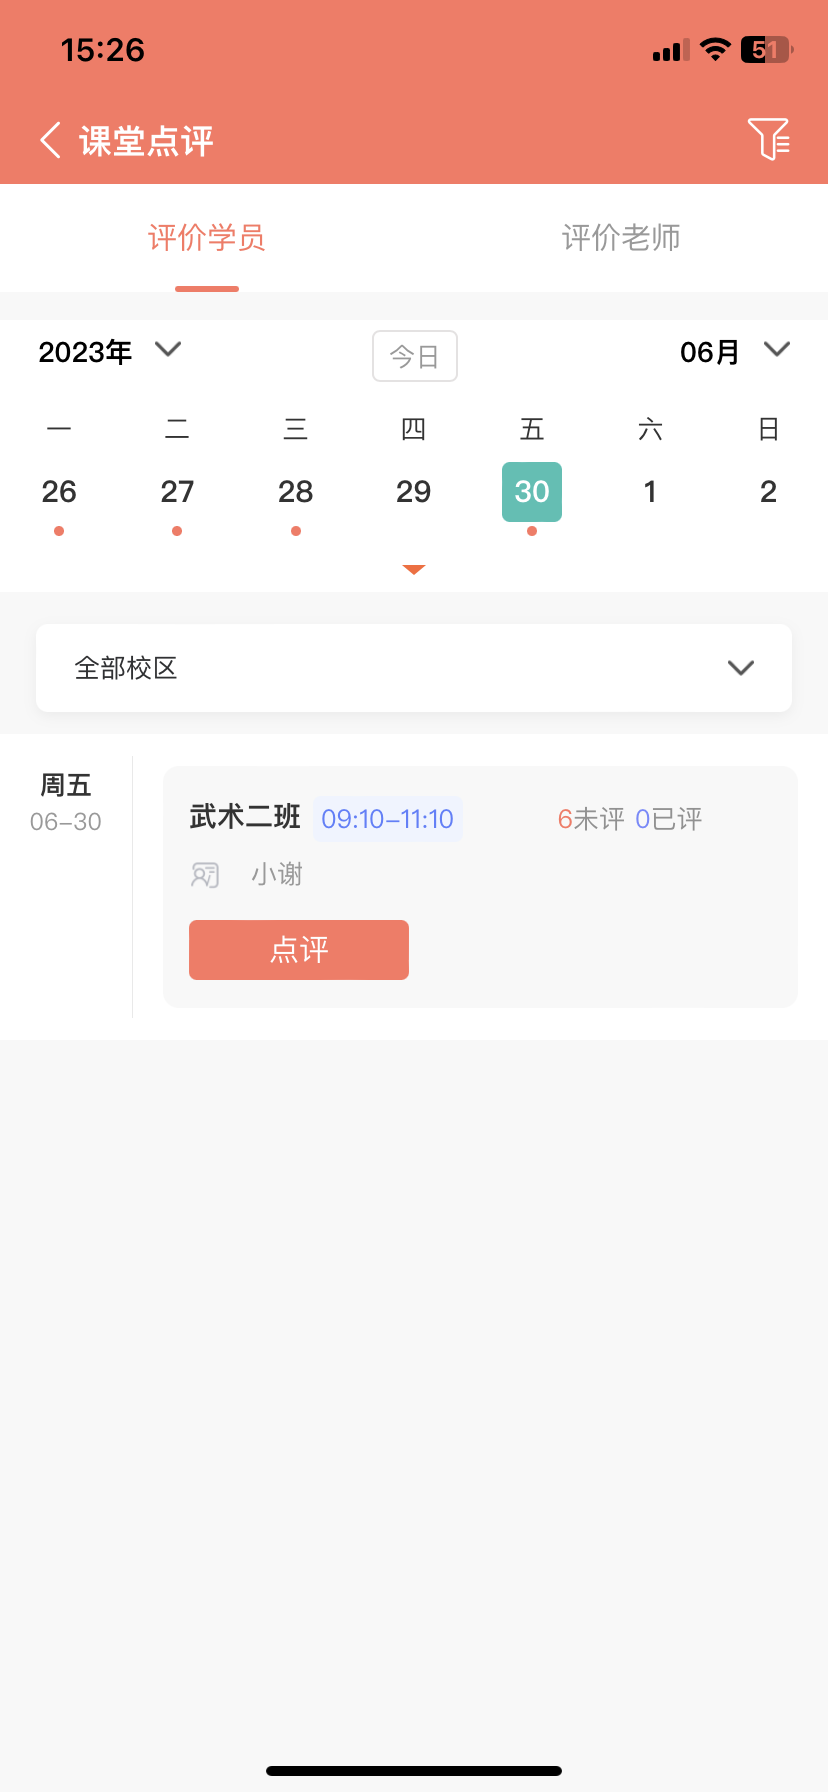 15:26 51
课堂点评
评价学员 评价老师
2023年 今日 06月
一 二 三 四 五 六 日
26 27 28 29 30 1 2
全部校区
周五 武术二班 09:10-11:10 6未评 0已评
06-30
小谢
点评